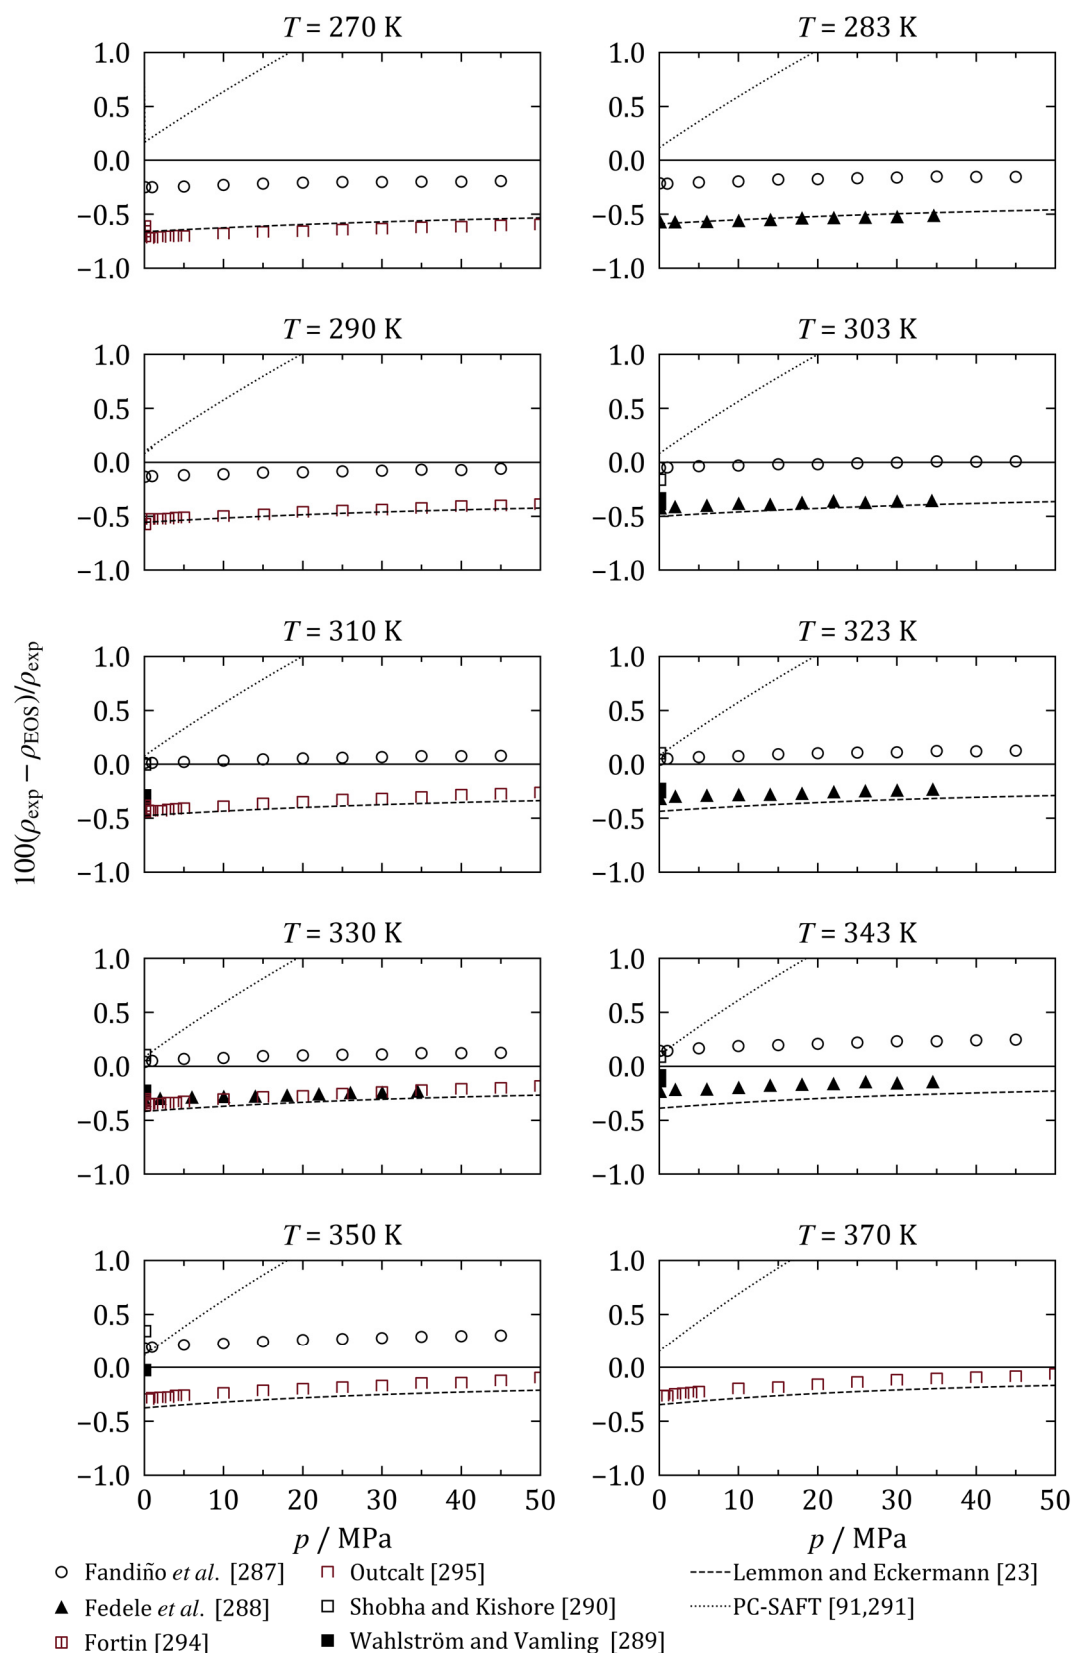 T = 270 K
T = 283 K
1.0
0.5
0.0
−0.5
−1.0
1.0
0.5
0.0
−0.5
−1.0
T = 290 K
T = 303 K
1.0
0.5
0.0
−0.5
−1.0
1.0
0.5
0.0
−0.5
−1.0
T = 310 K
T = 323 K
1.0
0.5
0.0
−0.5
−1.0
1.0
0.5
0.0
−0.5
−1.0
100(ρexp − ρEOS)/ρexp
T = 330 K
T = 343 K
1.0
0.5
0.0
−0.5
−1.0
1.0
0.5
0.0
−0.5
−1.0
T = 350 K
T = 370 K
1.0
0.5
0.0
−0.5
−1.0
1.0
0.5
0.0
−0.5
−1.0
0 10 20 30 40 50
0 10 20 30 40 50
p / MPa
p / MPa
Fandiño et al. [287]
Outcalt [295]
Lemmon and Eckermann [23]
Fedele et al. [288]
Shobha and Kishore [290]
PC-SAFT [91,291]
Fortin [294]
Wahlström and Vamling [289]